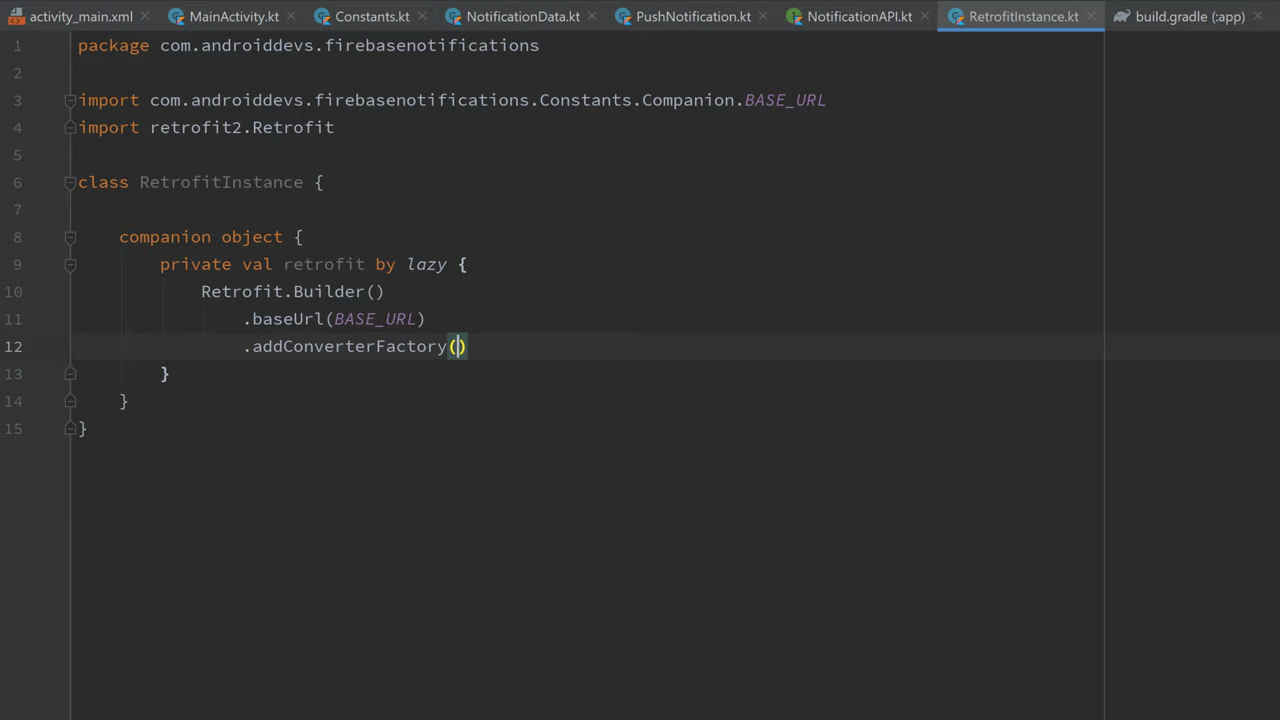 activity_main.xml MainActivity.kt Constants.kt NotificationData.kt PushNotification.kt NotificationAPI.kt RetrofitInstance.kt build.gradle (:app)
1 package com.androiddevs.firebasenotifications
2
3 import com.androiddevs.firebasenotifications.Constants.Companion.BASE_URL
4 import retrofit2.Retrofit
5
6 class RetrofitInstance {
7
8 companion object {
9 private val retrofit by lazy {
10 Retrofit.Builder()
11 .baseUrl(BASE_URL)
12 .addConverterFactory()
13 }
14 }
15 }